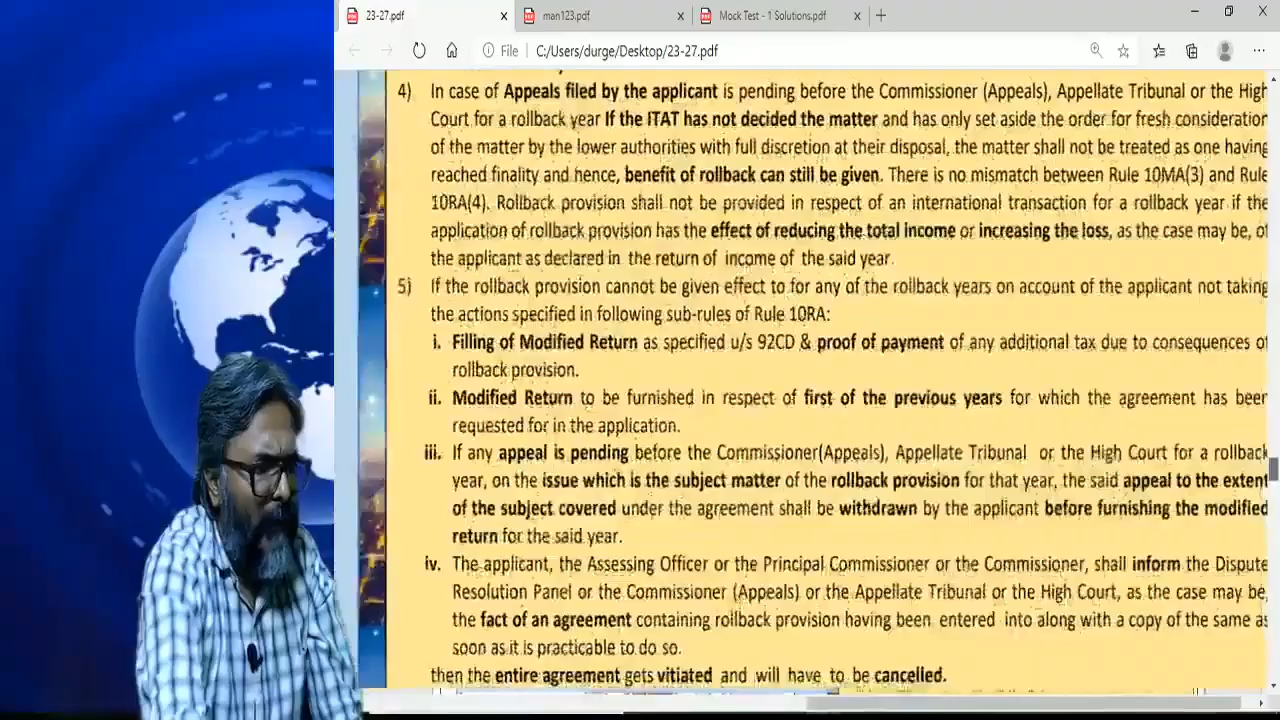 23-27.pdf
man123.pdf
Mock Test - 1 Solutions.pdf
File C:/Users/durge/Desktop/23-27.pdf
4) In case of Appeals filed by the applicant is pending before the Commissioner (Appeals), Appellate Tribunal or the High
Court for a rollback year If the ITAT has not decided the matter and has only set aside the order for fresh consideration
of the matter by the lower authorities with full discretion at their disposal, the matter shall not be treated as one having
reached finality and hence, benefit of rollback can still be given. There is no mismatch between Rule 10MA(3) and Rule
10RA(4). Rollback provision shall not be provided in respect of an international transaction for a rollback year if the
application of rollback provision has the effect of reducing the total income or increasing the loss, as the case may be, of
the applicant as declared in the return of income of the said year.
5) If the rollback provision cannot be given effect to for any of the rollback years on account of the applicant not taking
the actions specified in following sub-rules of Rule 10RA:
i. Filling of Modified Return as specified u/s 92CD & proof of payment of any additional tax due to consequences of
rollback provision.
ii. Modified Return to be furnished in respect of first of the previous years for which the agreement has been
requested for in the application.
iii. If any appeal is pending before the Commissioner(Appeals), Appellate Tribunal or the High Court for a rollback
year, on the issue which is the subject matter of the rollback provision for that year, the said appeal to the extent
of the subject covered under the agreement shall be withdrawn by the applicant before furnishing the modified
return for the said year.
iv. The applicant, the Assessing Officer or the Principal Commissioner or the Commissioner, shall inform the Dispute
Resolution Panel or the Commissioner (Appeals) or the Appellate Tribunal or the High Court, as the case may be,
the fact of an agreement containing rollback provision having been entered into along with a copy of the same as
soon as it is practicable to do so.
then the entire agreement gets vitiated and will have to be cancelled.